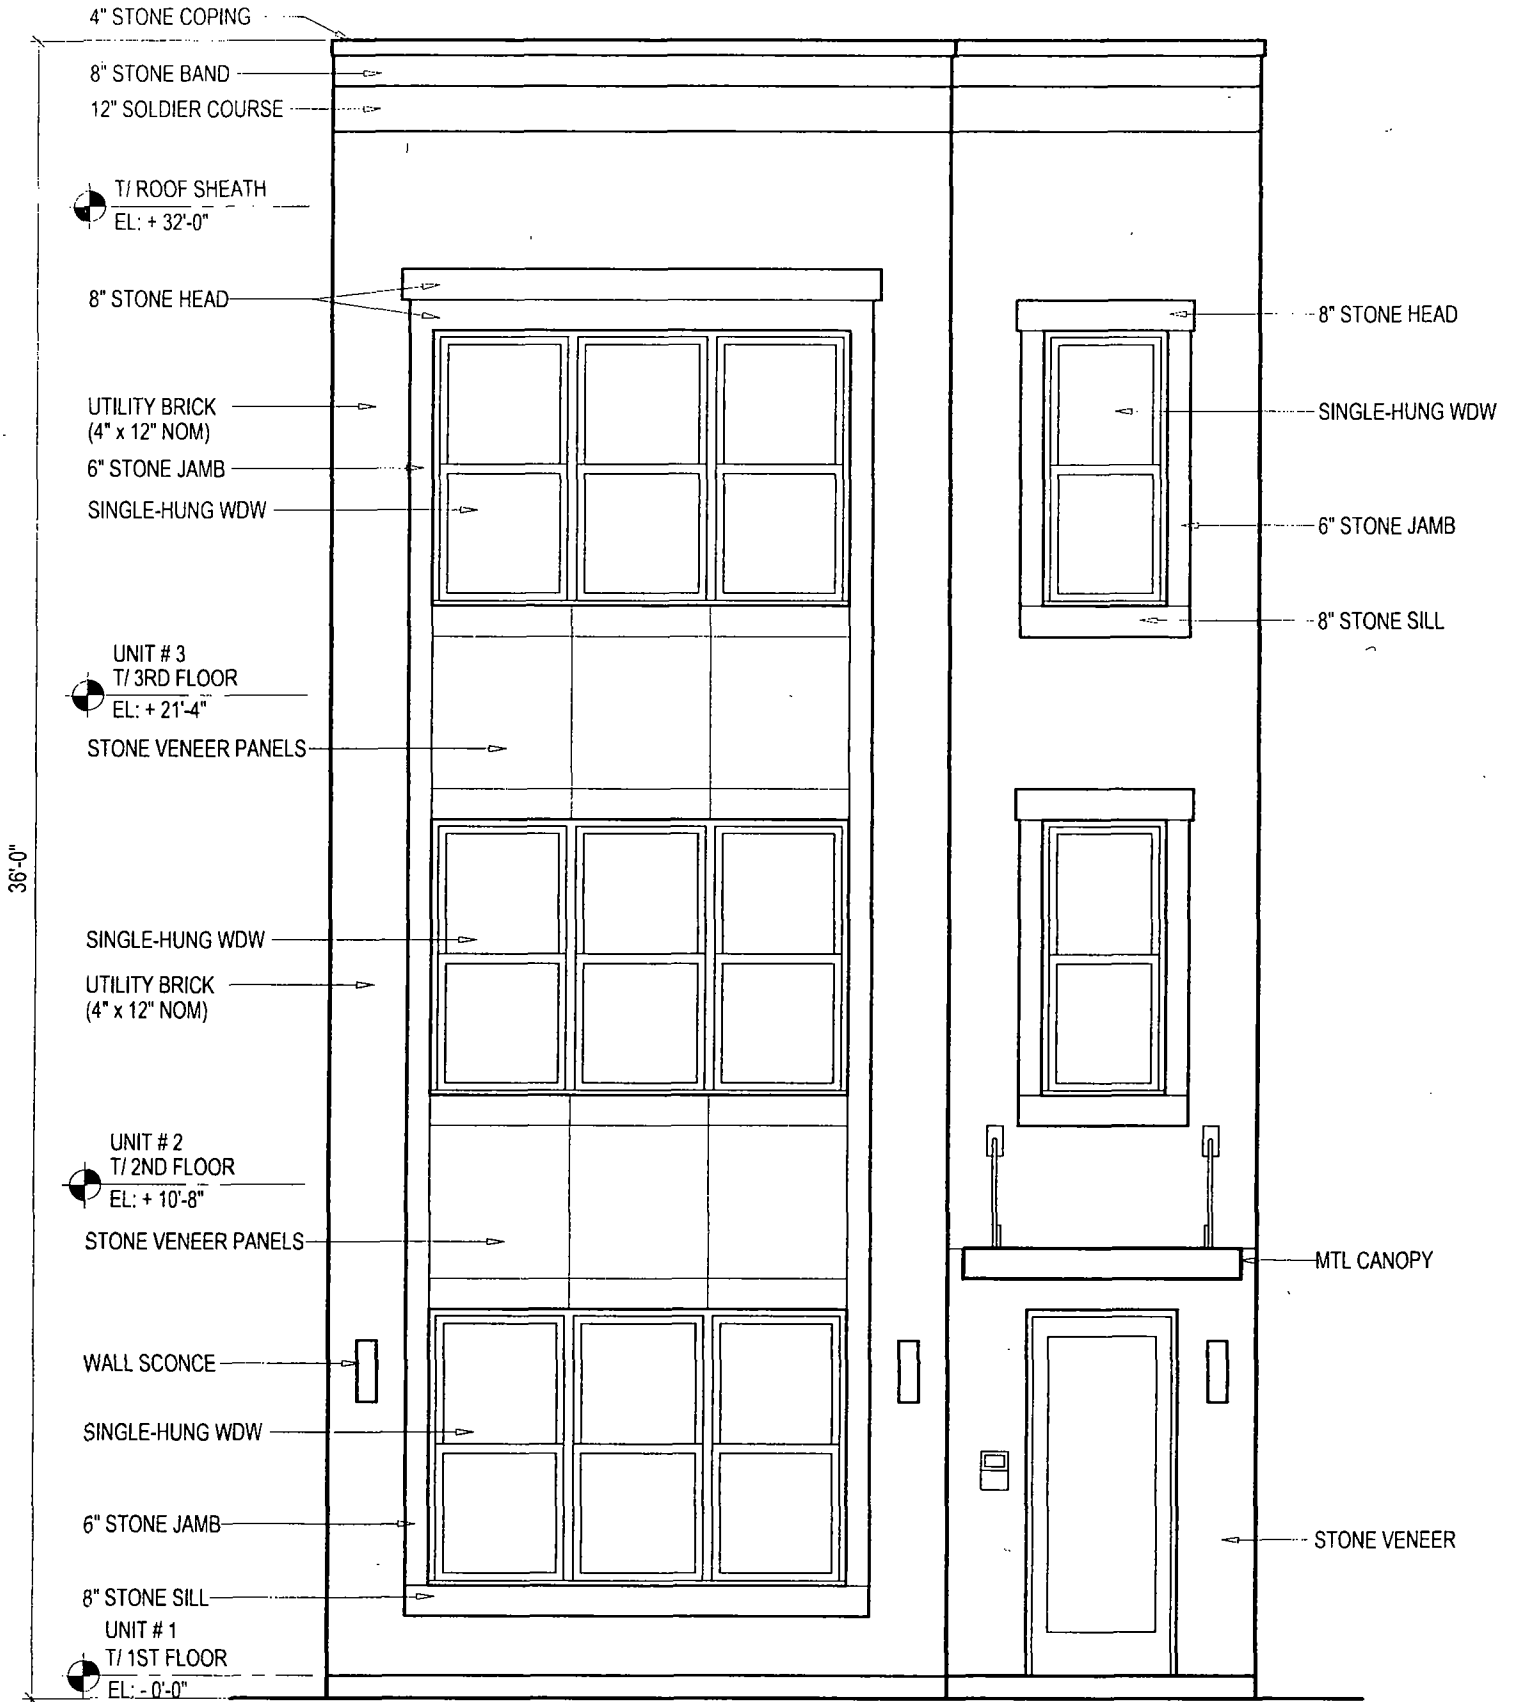 4" STONE COPING
8" STONE BAND
12" SOLDIER COURSE
T/ ROOF SHEATH
EL: + 32'-0"
8" STONE HEAD
8" STONE HEAD
UTILITY BRICK
(4" x 12" NOM)
SINGLE-HUNG WDW
6" STONE JAMB
SINGLE-HUNG WDW
6" STONE JAMB
8" STONE SILL
UNIT # 3
T/ 3RD FLOOR
EL: + 21'-4"
STONE VENEER PANELS
36'-0"
SINGLE-HUNG WDW
UTILITY BRICK
(4" x 12" NOM)
UNIT # 2
T/ 2ND FLOOR
EL: + 10'-8"
STONE VENEER PANELS
MTL CANOPY
WALL SCONCE
SINGLE-HUNG WDW
6" STONE JAMB
STONE VENEER
8" STONE SILL
UNIT # 1
T/ 1ST FLOOR
EL: - 0'-0"